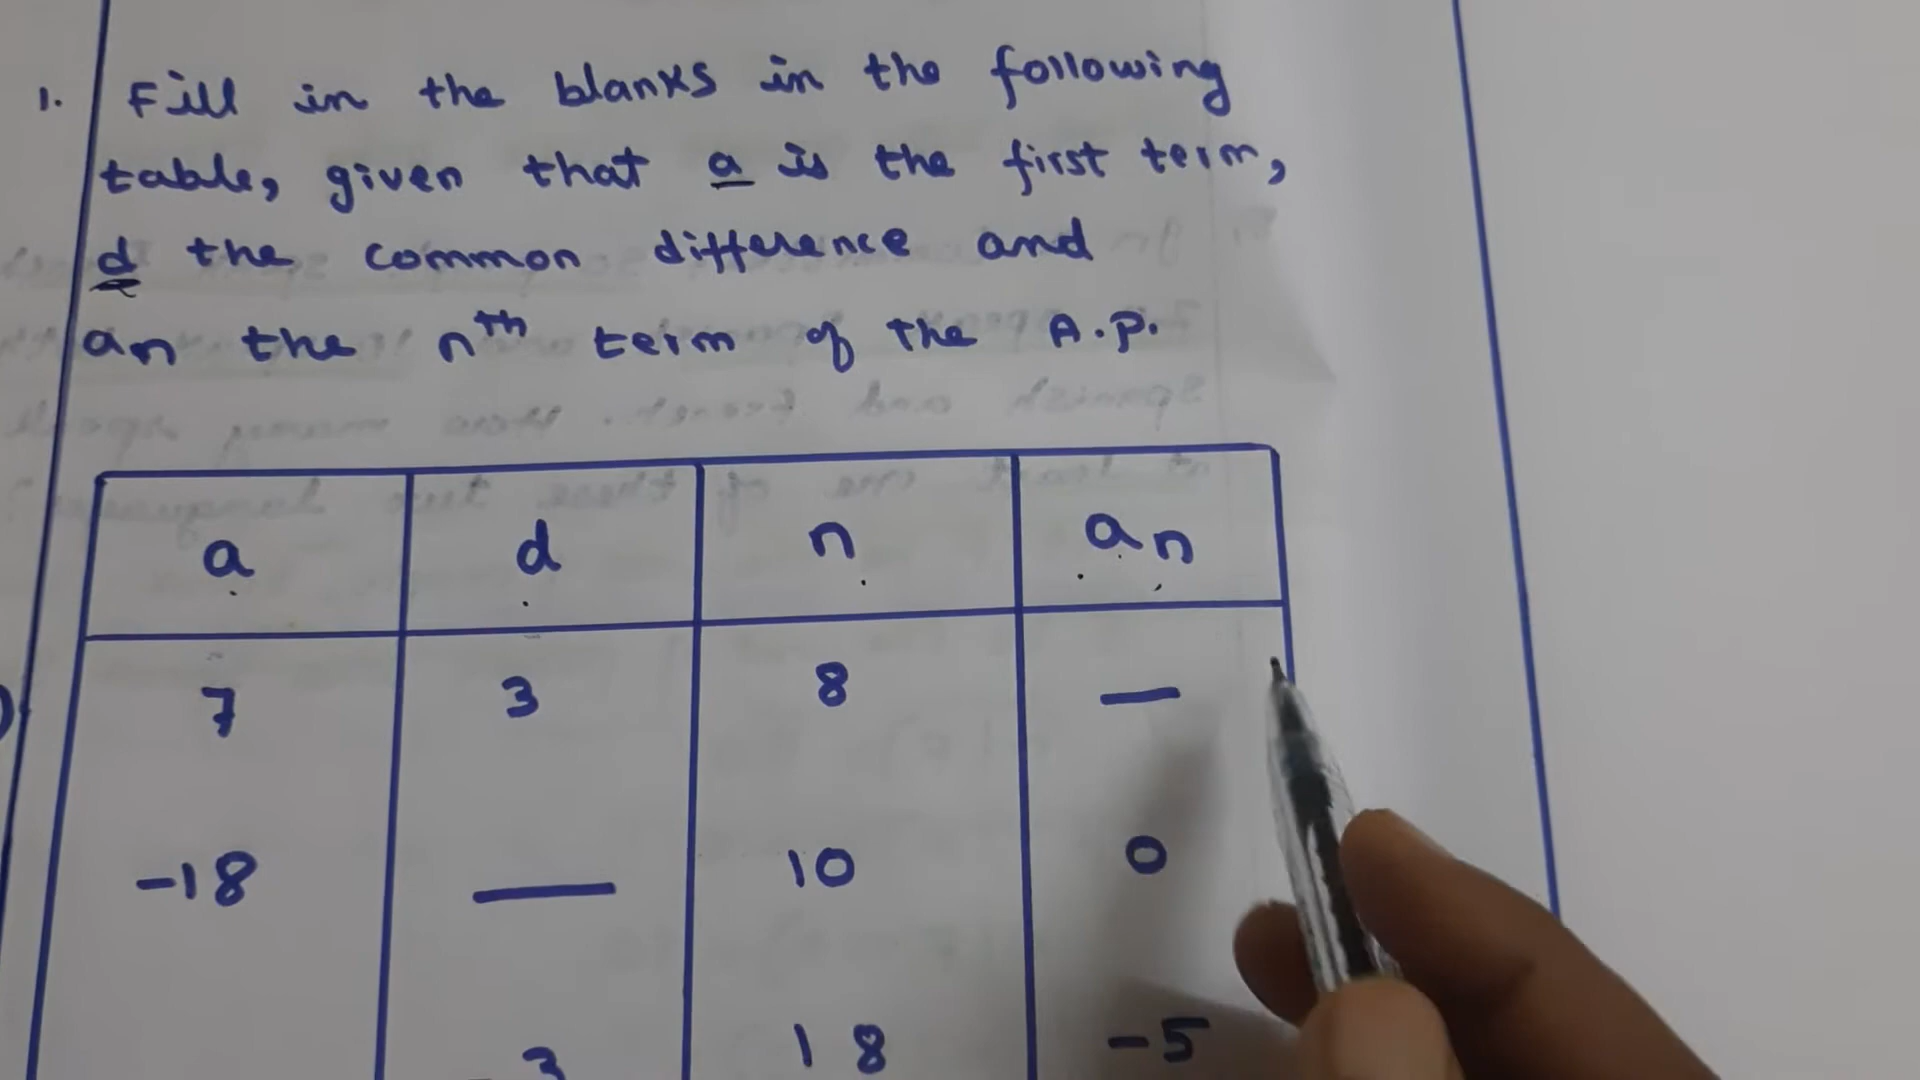 1. Fill in the blanks in the following
table, given that a is the first term,
d the common difference and
an the nth term of the A.P.
a d n an
7 3 8 —
-18 — 10 0
3 18 -5